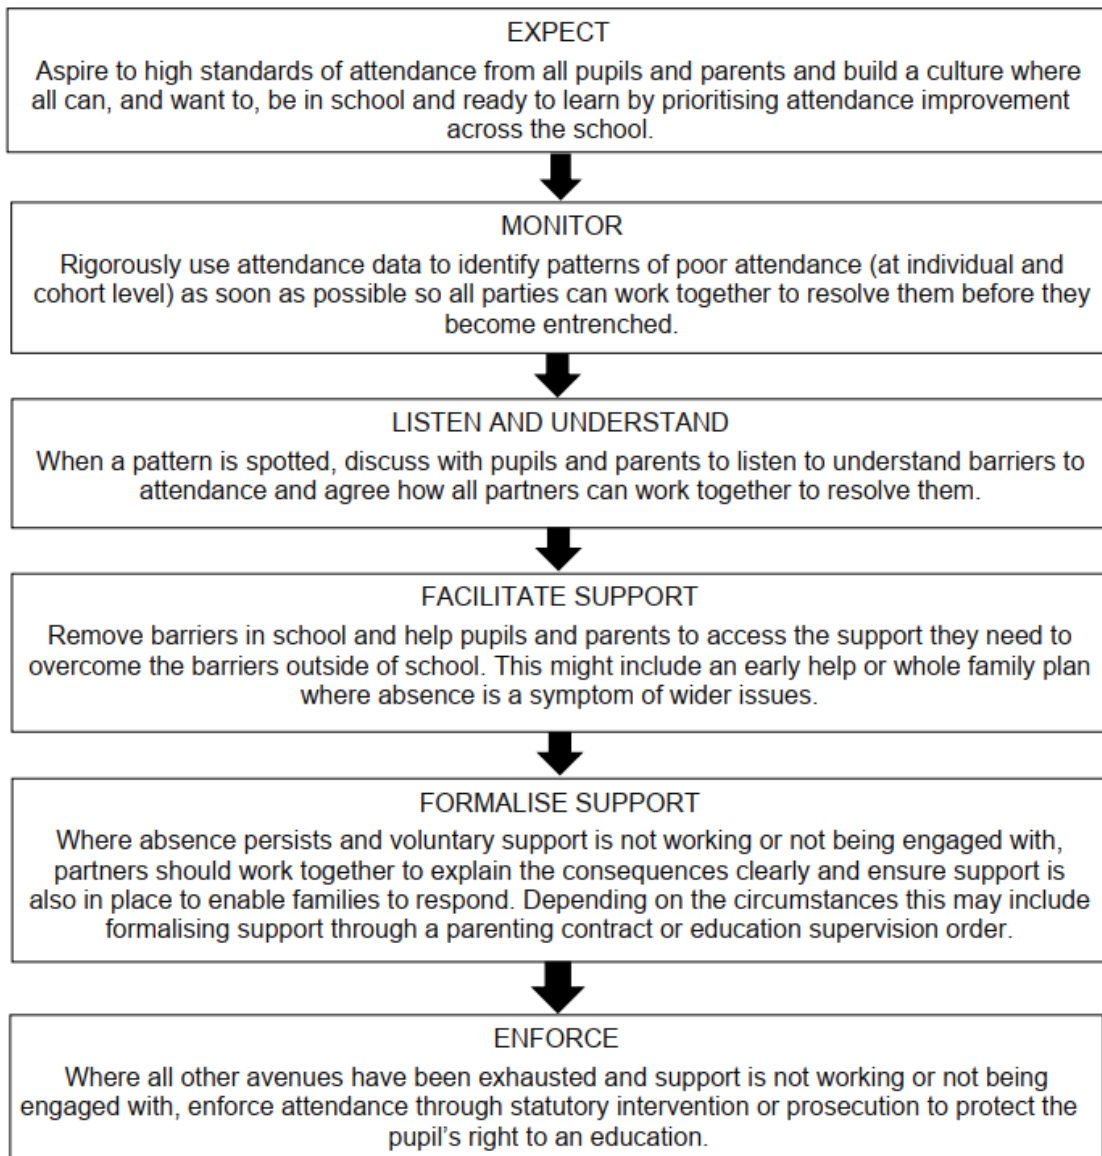 EXPECT
Aspire to high standards of attendance from all pupils and parents and build a culture where
all can, and want to, be in school and ready to learn by prioritising attendance improvement
across the school.
MONITOR
Rigorously use attendance data to identify patterns of poor attendance (at individual and
cohort level) as soon as possible so all parties can work together to resolve them before they
become entrenched.
LISTEN AND UNDERSTAND
When a pattern is spotted, discuss with pupils and parents to listen to understand barriers to
attendance and agree how all partners can work together to resolve them.
FACILITATE SUPPORT
Remove barriers in school and help pupils and parents to access the support they need to
overcome the barriers outside of school. This might include an early help or whole family plan
where absence is a symptom of wider issues.
FORMALISE SUPPORT
Where absence persists and voluntary support is not working or not being engaged with,
partners should work together to explain the consequences clearly and ensure support is
also in place to enable families to respond. Depending on the circumstances this may include
formalising support through a parenting contract or education supervision order.
ENFORCE
Where all other avenues have been exhausted and support is not working or not being
engaged with, enforce attendance through statutory intervention or prosecution to protect the
pupil's right to an education.